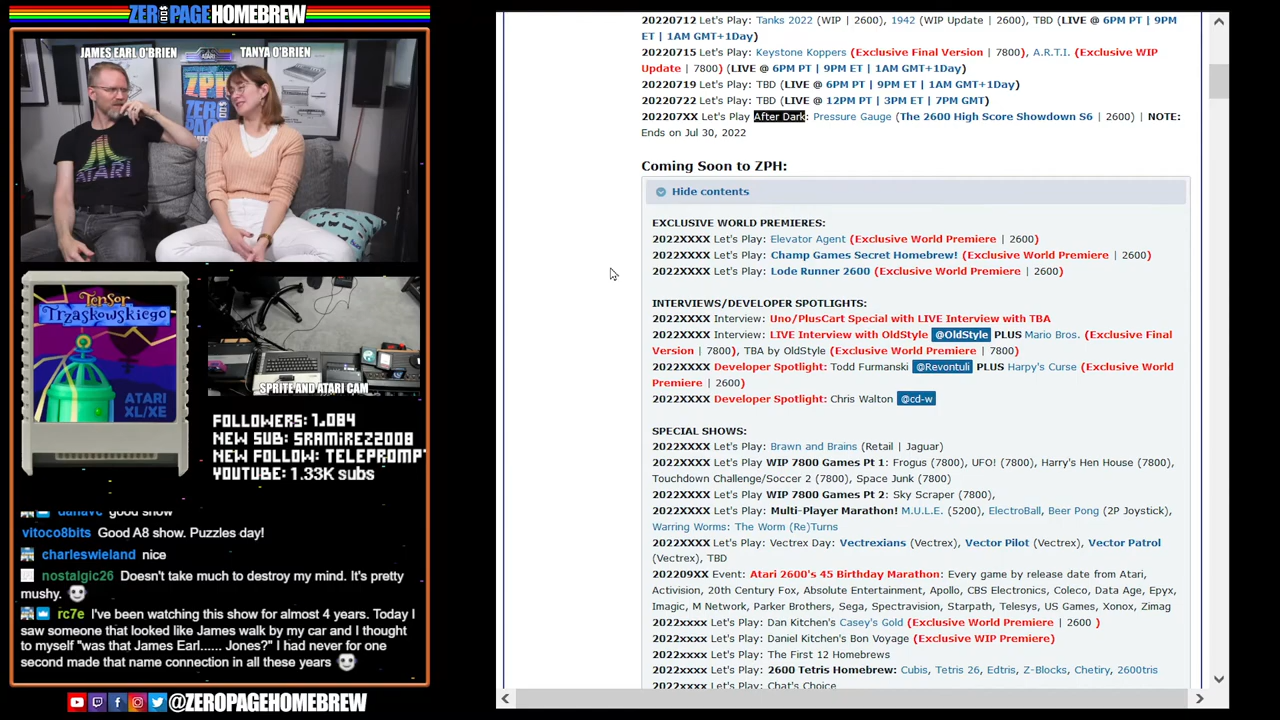 ZERO PAGE HOMEBREW
JAMES EARL O'BRIEN
TANYA O'BRIEN
ATARI
Tensor
Trzaskowskiego
ATARI
XL/XE
SPRITE AND ATARI CAM
FOLLOWERS: 1,084
NEW SUB: SRAMIREZ2008
NEW FOLLOW: TELEPROMPT
YOUTUBE: 1.33K subs
danavc good show
vitoco8bits Good A8 show. Puzzles day!
charleswieland nice
nostalgic26 Doesn't take much to destroy my mind. It's pretty
mushy.
rc7e I've been watching this show for almost 4 years. Today I
saw someone that looked like James walk by my car and I thought
to myself "was that James Earl...... Jones?" I had never for one
second made that name connection in all these years
@ZEROPAGEHOMEBREW
20220712 Let's Play: Tanks 2022 (WIP | 2600), 1942 (WIP Update | 2600), TBD (LIVE @ 6PM PT | 9PM
ET | 1AM GMT+1Day)
20220715 Let's Play: Keystone Koppers (Exclusive Final Version | 7800), A.R.T.I. (Exclusive WIP
Update | 7800) (LIVE @ 6PM PT | 9PM ET | 1AM GMT+1Day)
20220719 Let's Play: TBD (LIVE @ 6PM PT | 9PM ET | 1AM GMT+1Day)
20220722 Let's Play: TBD (LIVE @ 12PM PT | 3PM ET | 7PM GMT)
202207XX Let's Play After Dark: Pressure Gauge (The 2600 High Score Showdown S6 | 2600) | NOTE:
Ends on Jul 30, 2022
Coming Soon to ZPH:
Hide contents
EXCLUSIVE WORLD PREMIERES:
2022XXXX Let's Play: Elevator Agent (Exclusive World Premiere | 2600)
2022XXXX Let's Play: Champ Games Secret Homebrew! (Exclusive World Premiere | 2600)
2022XXXX Let's Play: Lode Runner 2600 (Exclusive World Premiere | 2600)
INTERVIEWS/DEVELOPER SPOTLIGHTS:
2022XXXX Interview: Uno/PlusCart Special with LIVE Interview with TBA
2022XXXX Interview: LIVE Interview with OldStyle @OldStyle PLUS Mario Bros. (Exclusive Final
Version | 7800), TBA by OldStyle (Exclusive World Premiere | 7800)
2022XXXX Developer Spotlight: Todd Furmanski @Revontuli PLUS Harpy's Curse (Exclusive World
Premiere | 2600)
2022XXXX Developer Spotlight: Chris Walton @cd-w
SPECIAL SHOWS:
2022XXXX Let's Play: Brawn and Brains (Retail | Jaguar)
2022XXXX Let's Play WIP 7800 Games Pt 1: Frogus (7800), UFO! (7800), Harry's Hen House (7800),
Touchdown Challenge/Soccer 2 (7800), Space Junk (7800)
2022XXXX Let's Play WIP 7800 Games Pt 2: Sky Scraper (7800),
2022XXXX Let's Play: Multi-Player Marathon! M.U.L.E. (5200), ElectroBall, Beer Pong (2P Joystick),
Warring Worms: The Worm (Re)Turns
2022XXXX Let's Play: Vectrex Day: Vectrexians (Vectrex), Vector Pilot (Vectrex), Vector Patrol
(Vectrex), TBD
202209XX Event: Atari 2600's 45 Birthday Marathon: Every game by release date from Atari,
Activision, 20th Century Fox, Absolute Entertainment, Apollo, CBS Electronics, Coleco, Data Age, Epyx,
Imagic, M Network, Parker Brothers, Sega, Spectravision, Starpath, Telesys, US Games, Xonox, Zimag
2022xxxx Let's Play: Dan Kitchen's Casey's Gold (Exclusive World Premiere | 2600 )
2022xxxx Let's Play: Daniel Kitchen's Bon Voyage (Exclusive WIP Premiere)
2022xxxx Let's Play: The First 12 Homebrews
2022xxxx Let's Play: 2600 Tetris Homebrew: Cubis, Tetris 26, Edtris, Z-Blocks, Chetiry, 2600tris
2022xxxx Let's Play: Chat's Choice